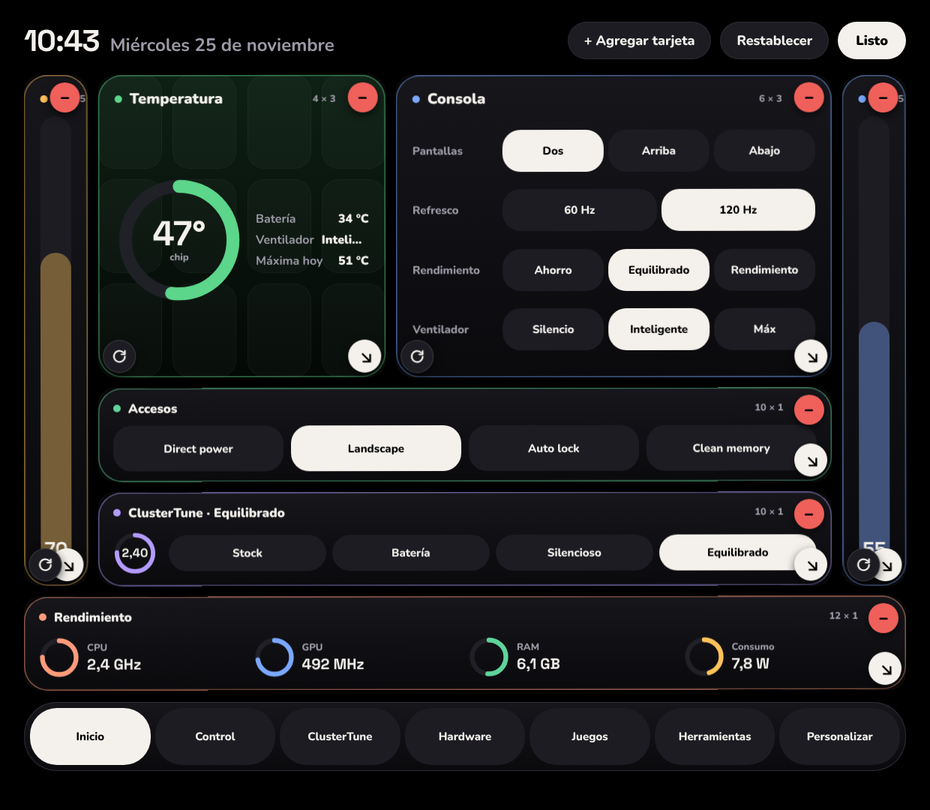 10:43 Miércoles 25 de noviembre
+ Agregar tarjeta
Restablecer
Listo
Temperatura
4 × 3
47°
chip
Batería 34 °C
Ventilador Inteli...
Máxima hoy 51 °C
Consola
6 × 3
Pantallas Dos Arriba Abajo
Refresco 60 Hz 120 Hz
Rendimiento Ahorro Equilibrado Rendimiento
Ventilador Silencio Inteligente Máx
Accesos
10 × 1
Direct power Landscape Auto lock Clean memory
ClusterTune · Equilibrado
10 × 1
2,40 Stock Batería Silencioso Equilibrado
55
Rendimiento
12 × 1
CPU
2,4 GHz
GPU
492 MHz
RAM
6,1 GB
Consumo
7,8 W
Inicio Control ClusterTune Hardware Juegos Herramientas Personalizar